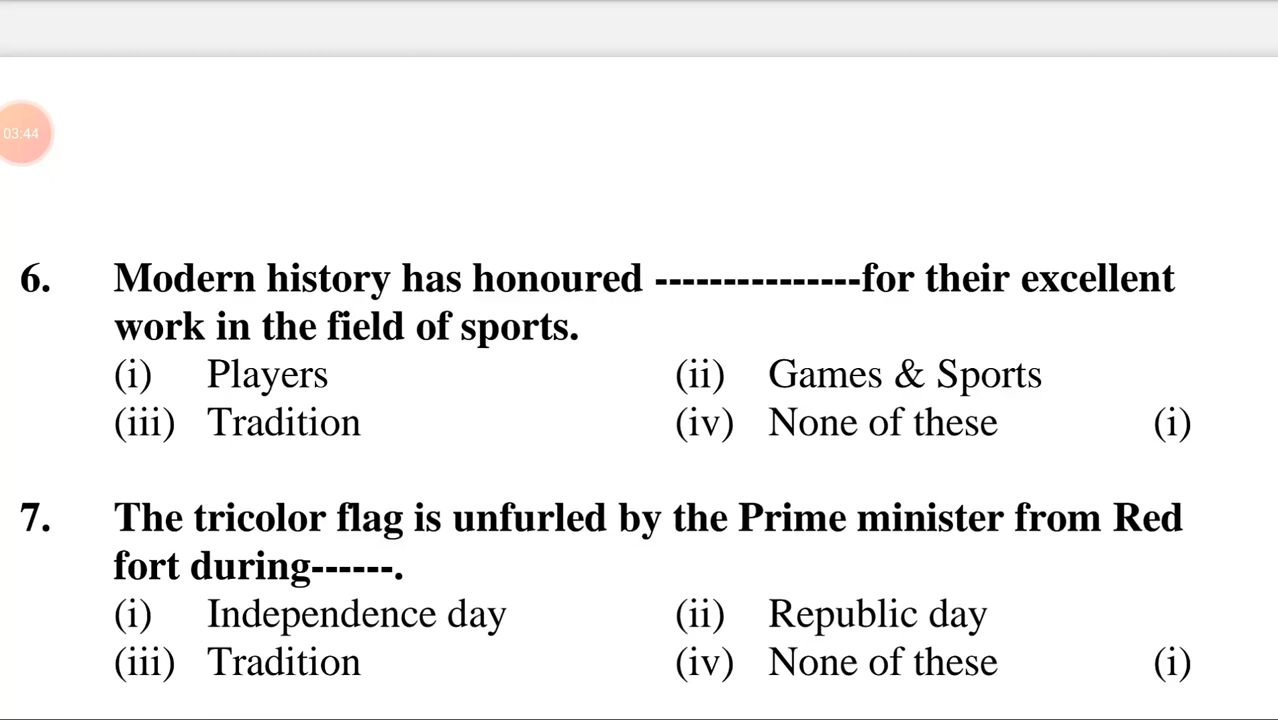 03:44
6. Modern history has honoured ---------------for their excellent
work in the field of sports.
(i) Players (ii) Games & Sports
(iii) Tradition (iv) None of these (i)
7. The tricolor flag is unfurled by the Prime minister from Red
fort during------.
(i) Independence day (ii) Republic day
(iii) Tradition (iv) None of these (i)